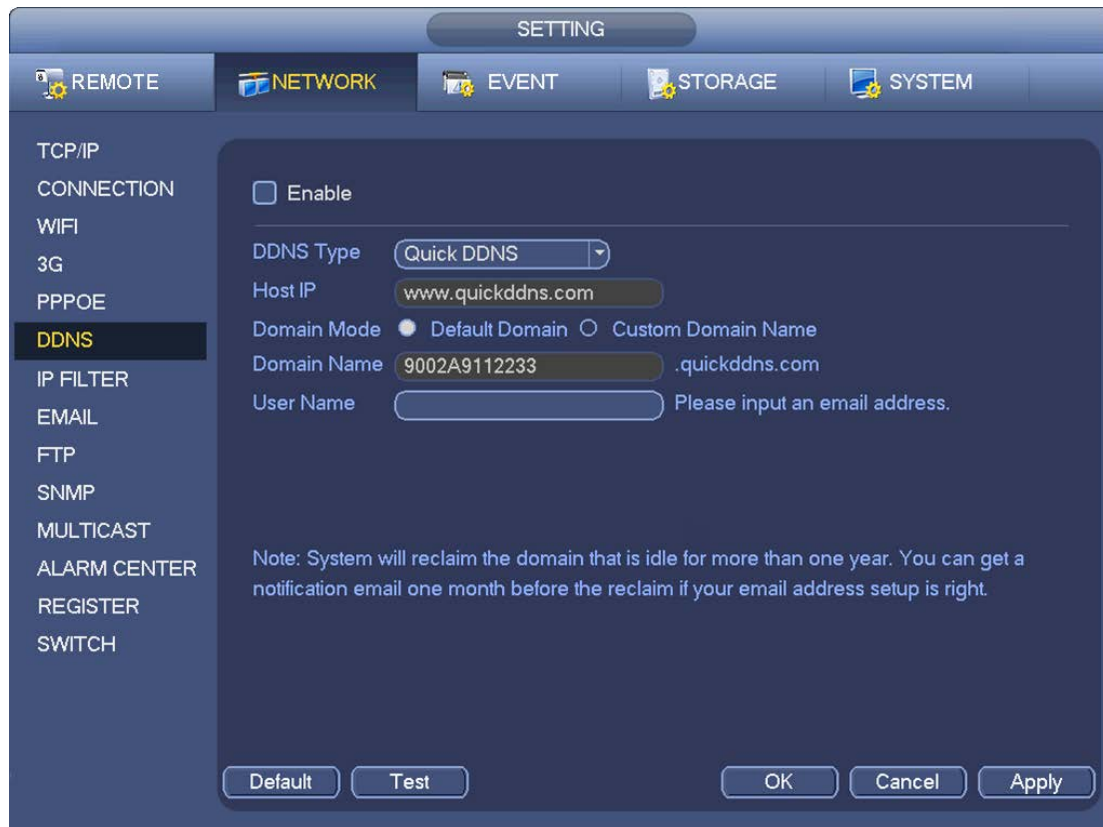 SETTING
REMOTE NETWORK EVENT STORAGE SYSTEM
TCP/IP
CONNECTION
WIFI
3G
PPPOE
DDNS
IP FILTER
EMAIL
FTP
SNMP
MULTICAST
ALARM CENTER
REGISTER
SWITCH
Enable
DDNS Type Quick DDNS
Host IP www.quickddns.com
Domain Mode Default Domain Custom Domain Name
Domain Name 9002A9112233 .quickddns.com
User Name Please input an email address.
Note: System will reclaim the domain that is idle for more than one year. You can get a
notification email one month before the reclaim if your email address setup is right.
Default Test OK Cancel Apply